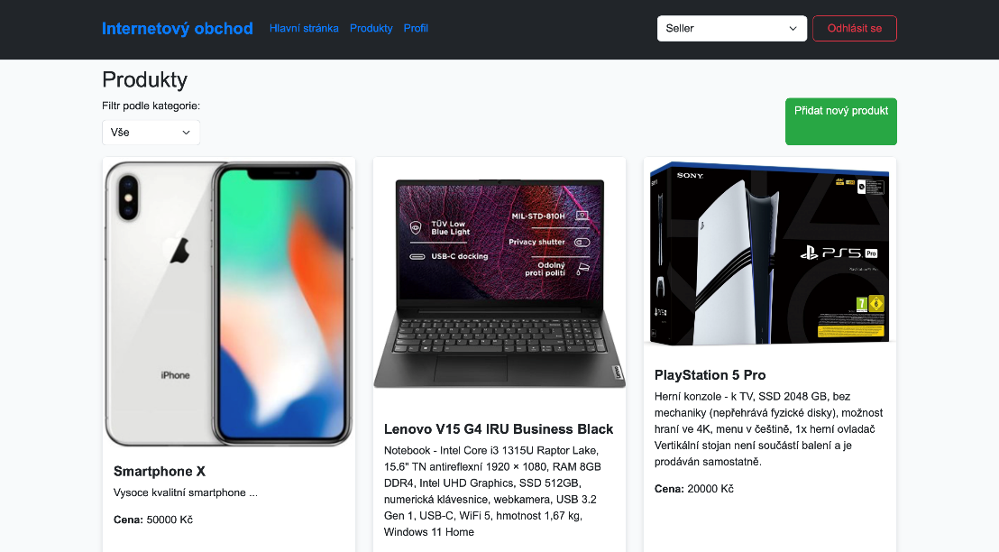 Internetový obchod Hlavní stránka Produkty Profil Seller Odhlásit se
Produkty
Filtr podle kategorie:
Vše
Přidat nový produkt
iPhone
Smartphone X
Vysoce kvalitní smartphone ...
Cena: 50000 Kč
TÜV Low
Blue Light
USB-C docking
MIL-STD-810H
Privacy shutter
Odolný
proti polití
Lenovo
Lenovo V15 G4 IRU Business Black
Notebook - Intel Core i3 1315U Raptor Lake,
15.6" TN antireflexní 1920 × 1080, RAM 8GB
DDR4, Intel UHD Graphics, SSD 512GB,
numerická klávesnice, webkamera, USB 3.2
Gen 1, USB-C, WiFi 5, hmotnost 1,67 kg,
Windows 11 Home
SONY
4K
PS5 Pro
7
PlayStation 5 Pro
Herní konzole - k TV, SSD 2048 GB, bez
mechaniky (nepřehrává fyzické disky), možnost
hraní ve 4K, menu v češtině, 1x herní ovladač
Vertikální stojan není součástí balení a je
prodáván samostatně.
Cena: 20000 Kč